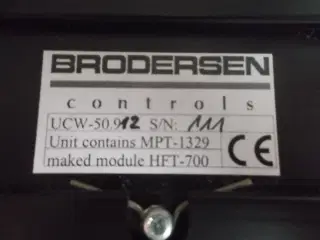 BRODERSEN
controls
UCW-50.912 S/N: 111
Unit contains MPT-1329
maked module HFT-700
CE